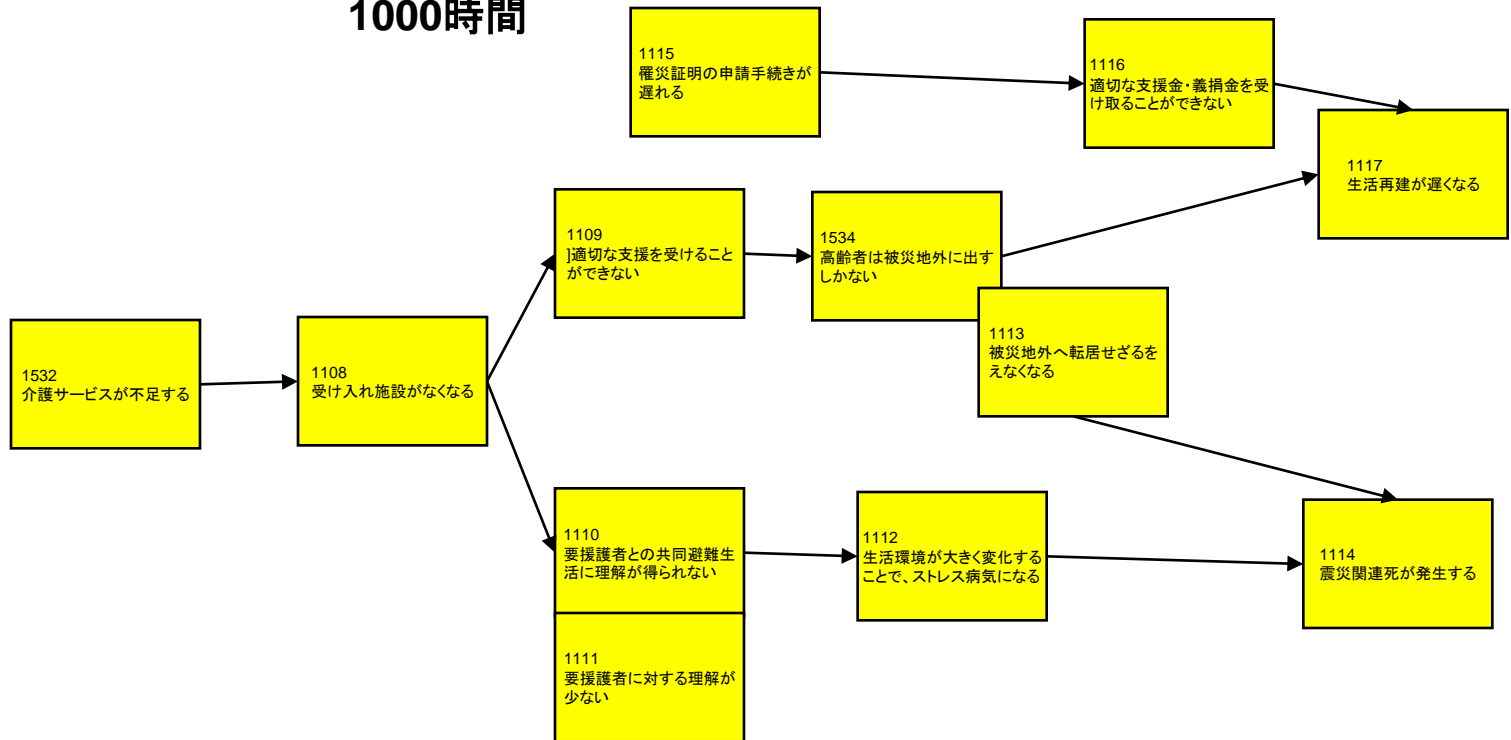 1000時間
1115
罹災証明の申請手続きが
遅れる
1116
適切な支援金・義捐金を受
け取ることができない
1117
生活再建が遅くなる
1109
]適切な支援を受けること
ができない
1534
高齢者は被災地外に出す
しかない
1113
被災地外へ転居せざるを
えなくなる
1532
介護サービスが不足する
1108
受け入れ施設がなくなる
1110
要援護者との共同避難生
活に理解が得られない
1112
生活環境が大きく変化する
ことで、ストレス病気になる
1114
震災関連死が発生する
1111
要援護者に対する理解が
少ない